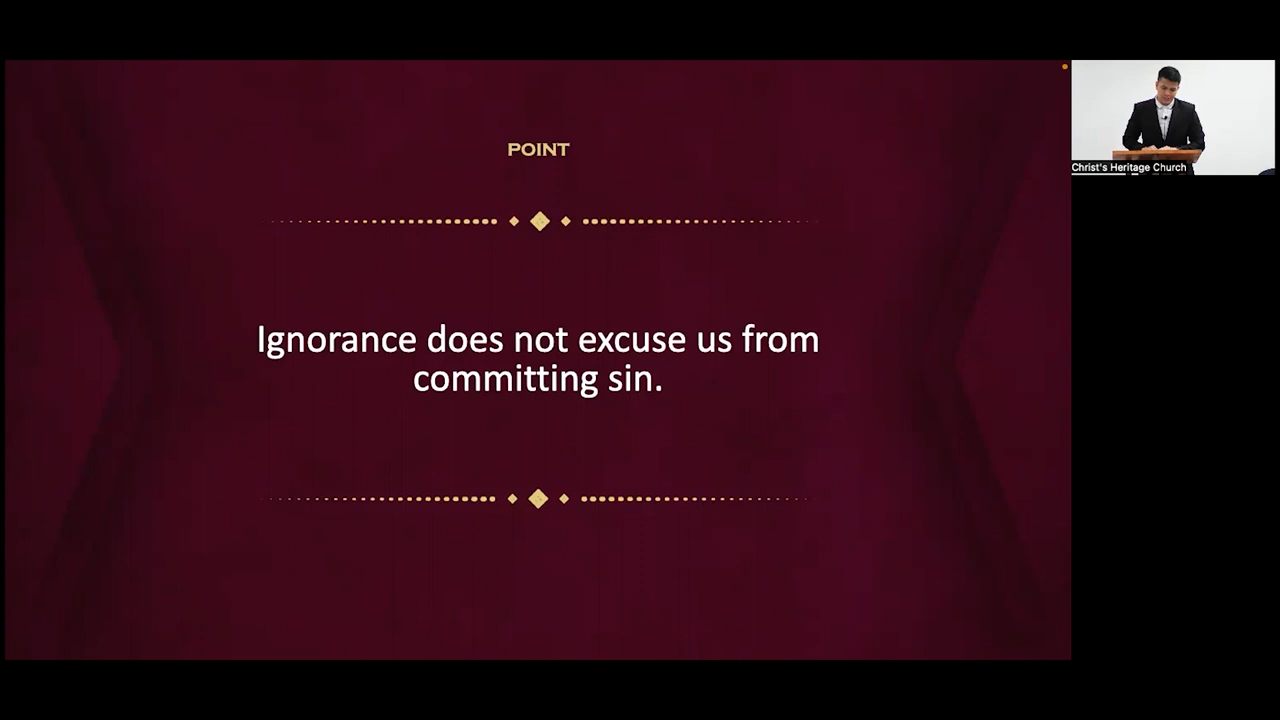 POINT
Ignorance does not excuse us from
committing sin.
Christ's Heritage Church